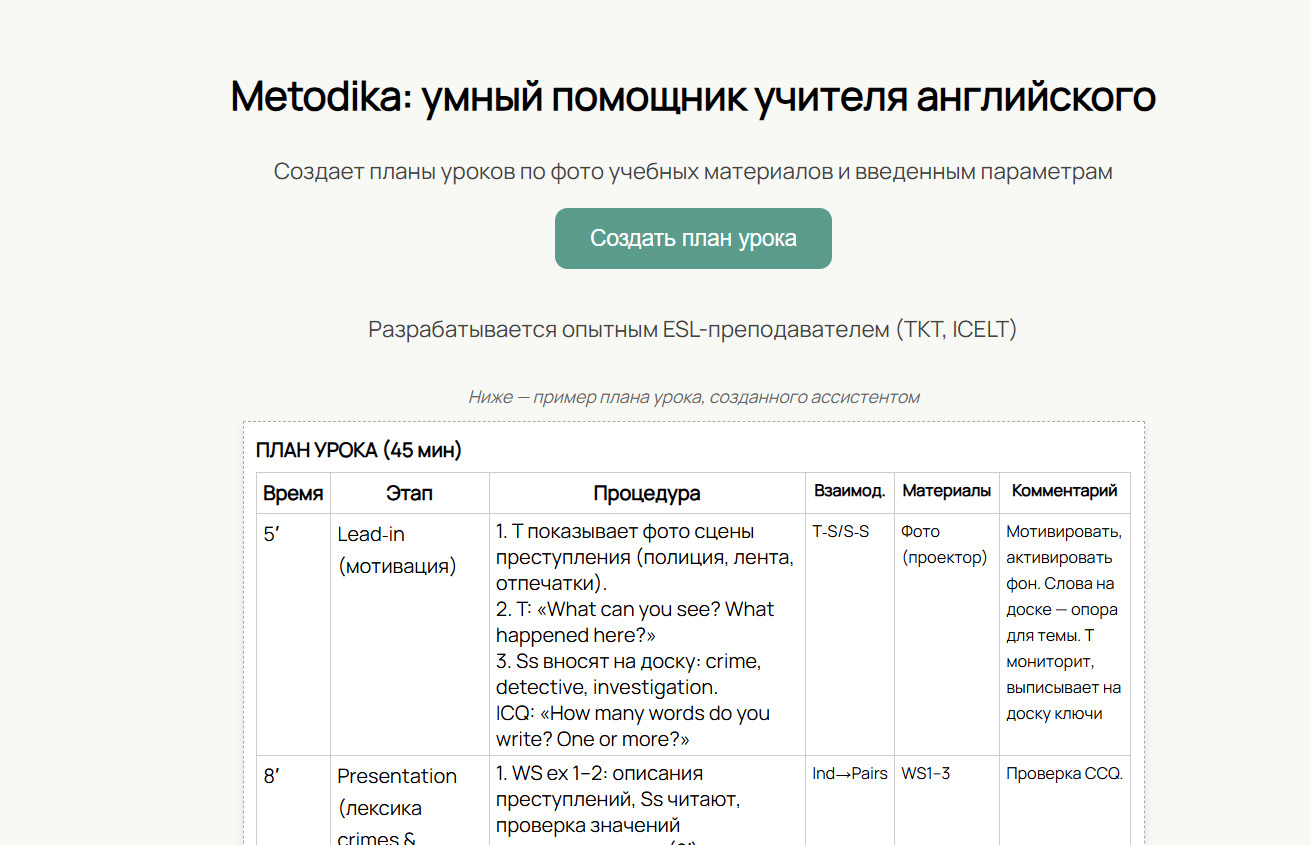 Metodika: умный помощник учителя английского
Создает планы уроков по фото учебных материалов и введенным параметрам
Создать план урока
Разрабатывается опытным ESL-преподавателем (TKT, ICELT)
Ниже — пример плана урока, созданного ассистентом
ПЛАН УРОКА (45 мин)
Время Этап Процедура Взаимод. Материалы Комментарий
5′
Lead-in
(мотивация)
1. T показывает фото сцены
преступления (полиция, лента,
отпечатки).
2. T: «What can you see? What
happened here?»
3. Ss вносят на доску: crime,
detective, investigation.
ICQ: «How many words do you
write? One or more?»
T-S/S-S
Фото
(проектор)
Мотивировать,
активировать
фон. Слова на
доске — опора
для темы. T
мониторит,
выписывает на
доску ключи
8′
Presentation
(лексика
crimes &
1. WS ex 1–2: описания
преступлений, Ss читают,
проверка значений
Ind→Pairs
WS1–3
Проверка CCQ.